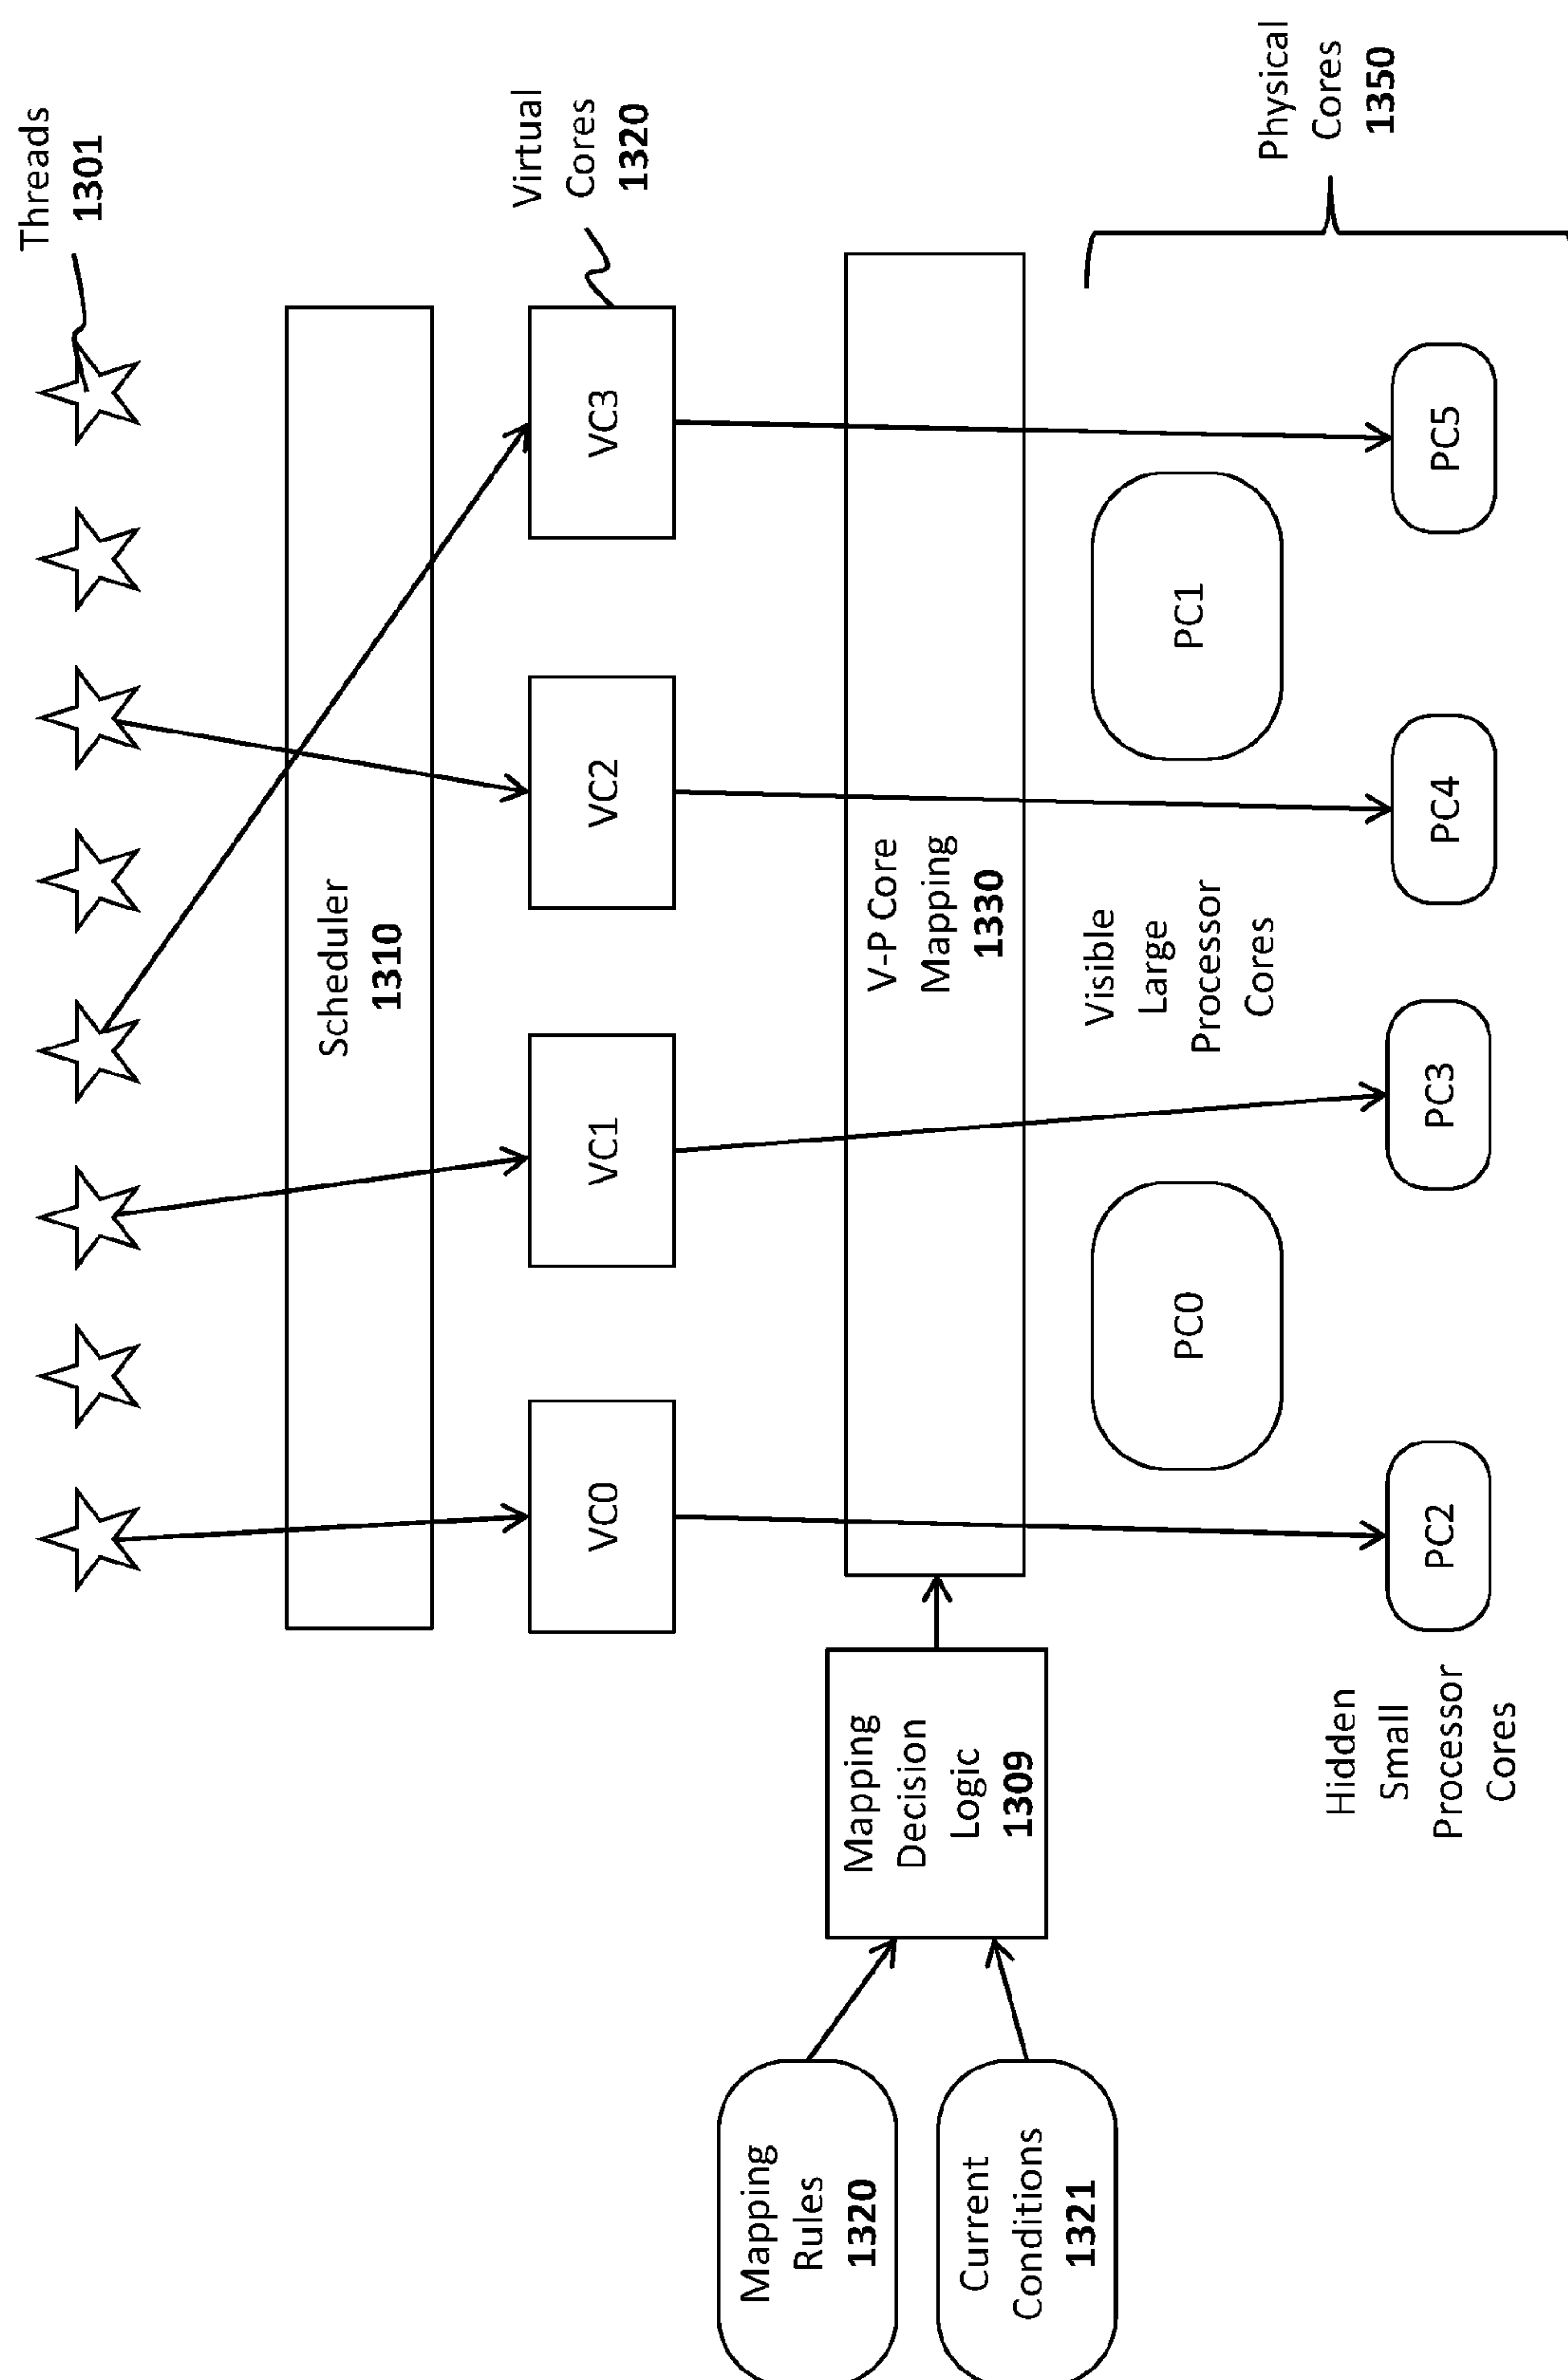 Threads
1301
Scheduler
1310
Virtual
Cores
1320
VC0
VC1
VC2
VC3
Mapping
Rules
1320
Current
Conditions
1321
Mapping
Decision
Logic
1309
V-P Core
Mapping
1330
Visible
Large
Processor
Cores
PC0
PC1
Physical
Cores
1350
Hidden
Small
Processor
Cores
PC2
PC3
PC4
PC5